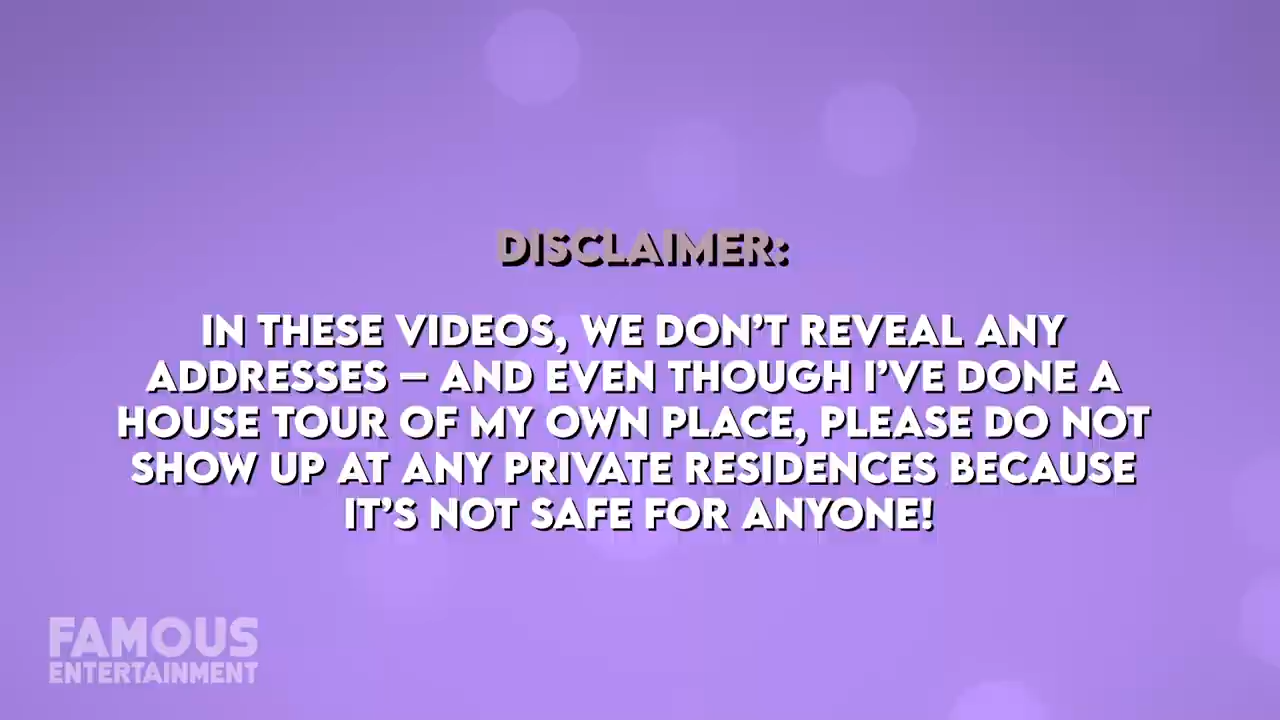 DISCLAIMER:
IN THESE VIDEOS, WE DON'T REVEAL ANY
ADDRESSES – AND EVEN THOUGH I'VE DONE A
HOUSE TOUR OF MY OWN PLACE, PLEASE DO NOT
SHOW UP AT ANY PRIVATE RESIDENCES BECAUSE
IT'S NOT SAFE FOR ANYONE!
FAMOUS
ENTERTAINMENT